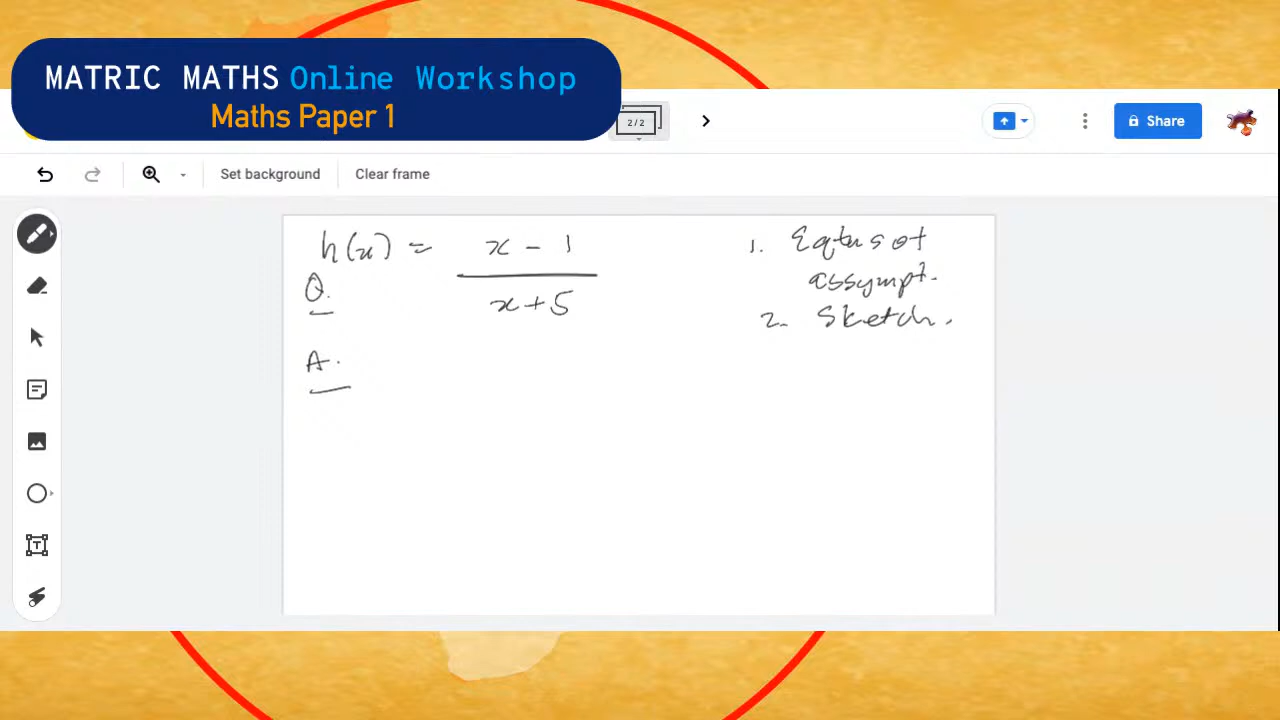 MATRIC MATHS Online Workshop
Maths Paper 1
2/2
Share
Set background
Clear frame
h(x) = x - 1
x + 5
Q.
A.
1. Eqtns of
assympt.
2. Sketch.